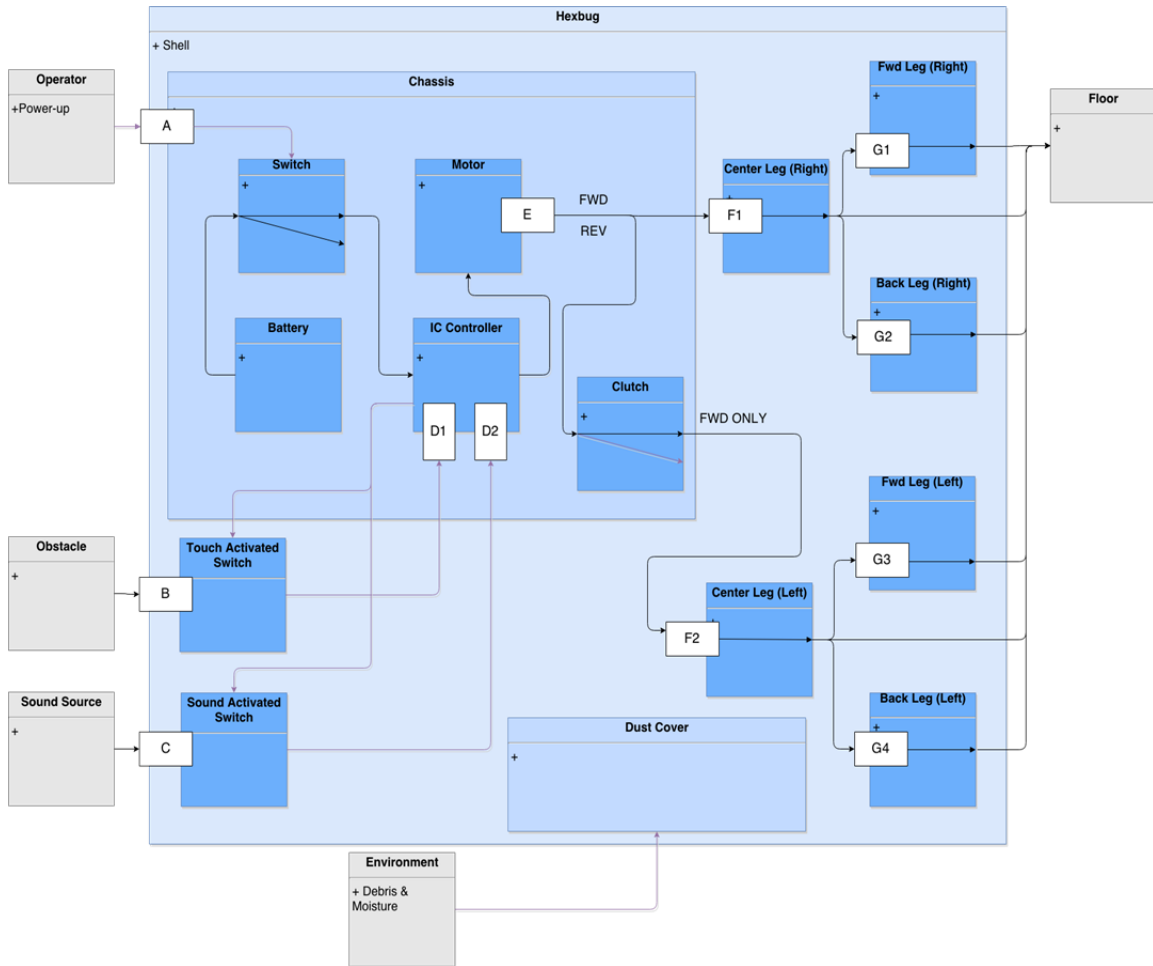 Hexbug
+ Shell
Operator
+Power-up
A
Chassis
Switch
+
Motor
+
E
FWD
REV
Battery
+
IC Controller
+
D1
D2
Clutch
+
FWD ONLY
Center Leg (Right)
+
F1
Fwd Leg (Right)
+
G1
Back Leg (Right)
+
G2
Floor
+
Obstacle
+
B
Touch Activated
Switch
Sound Source
+
C
Sound Activated
Switch
Center Leg (Left)
+
F2
Fwd Leg (Left)
+
G3
Back Leg (Left)
+
G4
Dust Cover
+
Environment
+ Debris &
Moisture